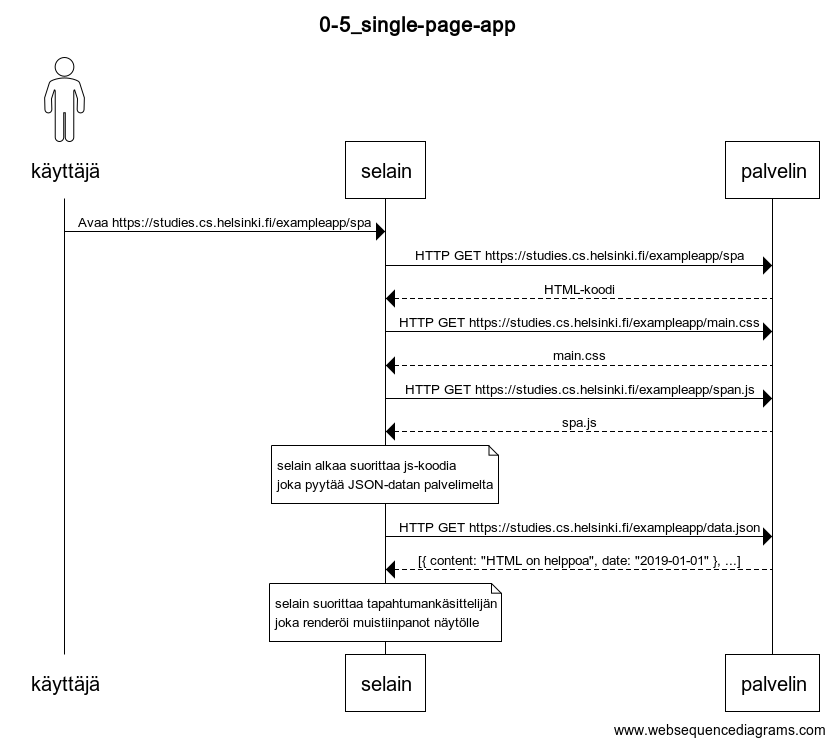 0-5_single-page-app
käyttäjä
selain
palvelin
Avaa https://studies.cs.helsinki.fi/exampleapp/spa
HTTP GET https://studies.cs.helsinki.fi/exampleapp/spa
HTML-koodi
HTTP GET https://studies.cs.helsinki.fi/exampleapp/main.css
main.css
HTTP GET https://studies.cs.helsinki.fi/exampleapp/span.js
spa.js
selain alkaa suorittaa js-koodia
joka pyytää JSON-datan palvelimelta
HTTP GET https://studies.cs.helsinki.fi/exampleapp/data.json
[{ content: "HTML on helppoa", date: "2019-01-01" }, ...]
selain suorittaa tapahtumankäsittelijän
joka renderöi muistiinpanot näytölle
käyttäjä
selain
palvelin
www.websequencediagrams.com